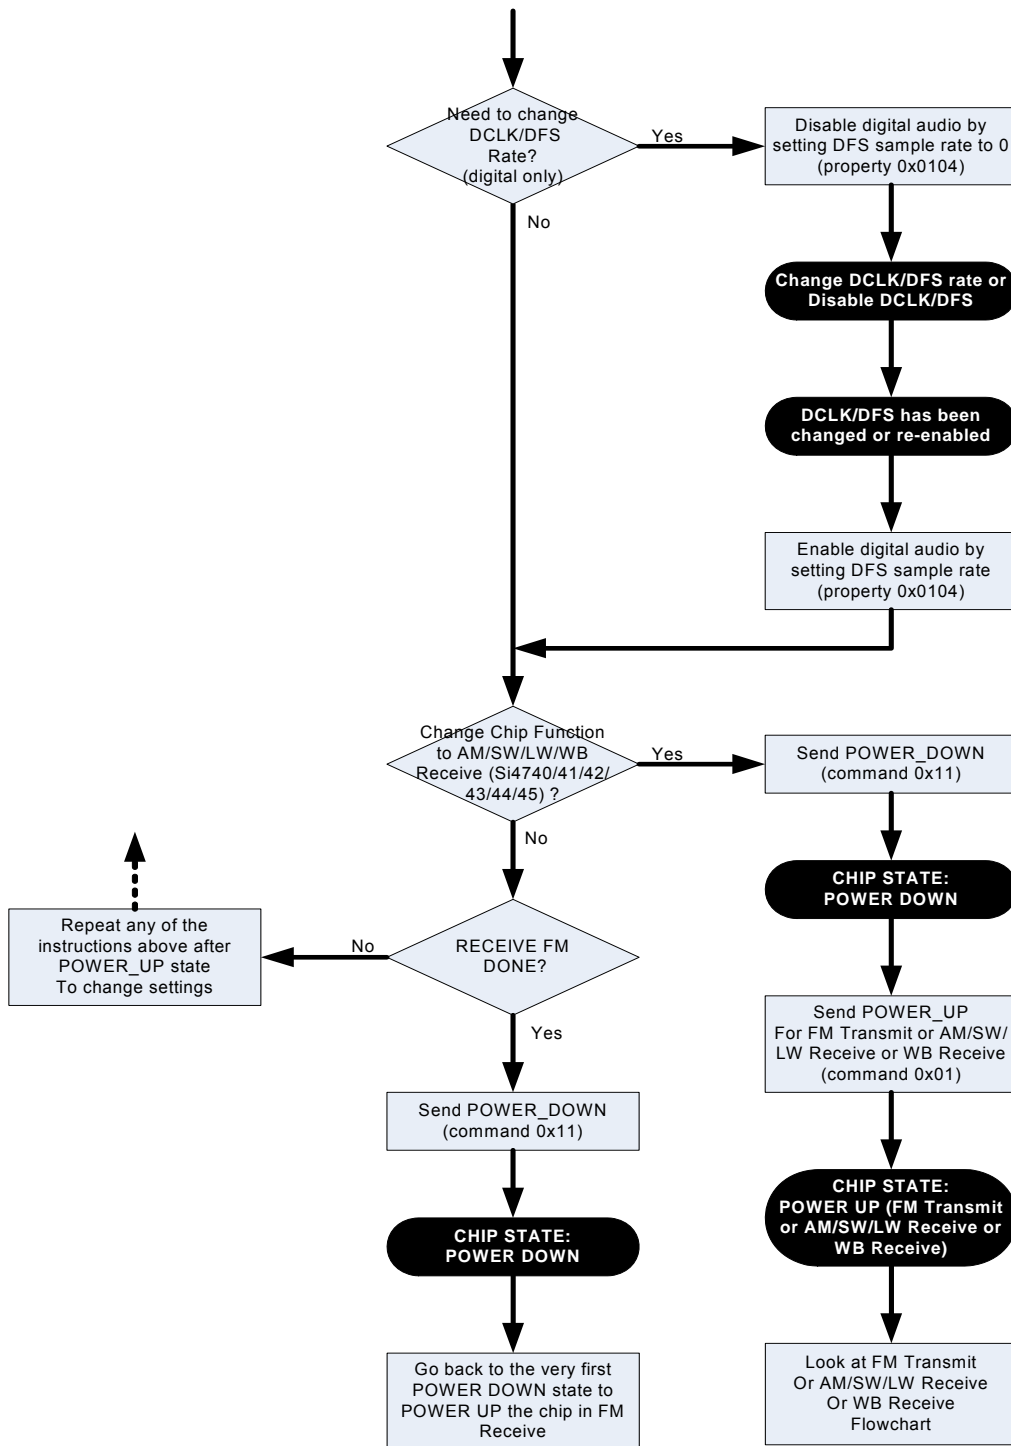 Need to change
DCLK/DFS
Rate?
(digital only)
Yes
No
Disable digital audio by
setting DFS sample rate to 0
(property 0x0104)
Change DCLK/DFS rate or
Disable DCLK/DFS
DCLK/DFS has been
changed or re-enabled
Enable digital audio by
setting DFS sample rate
(property 0x0104)
Change Chip Function
to AM/SW/LW/WB
Receive (Si4740/41/42/
43/44/45) ?
Yes
No
Send POWER_DOWN
(command 0x11)
CHIP STATE:
POWER DOWN
Send POWER_UP
For FM Transmit or AM/SW/
LW Receive or WB Receive
(command 0x01)
CHIP STATE:
POWER UP (FM Transmit
or AM/SW/LW Receive or
WB Receive)
Look at FM Transmit
Or AM/SW/LW Receive
Or WB Receive
Flowchart
RECEIVE FM
DONE?
No
Yes
Repeat any of the
instructions above after
POWER_UP state
To change settings
Send POWER_DOWN
(command 0x11)
CHIP STATE:
POWER DOWN
Go back to the very first
POWER DOWN state to
POWER UP the chip in FM
Receive